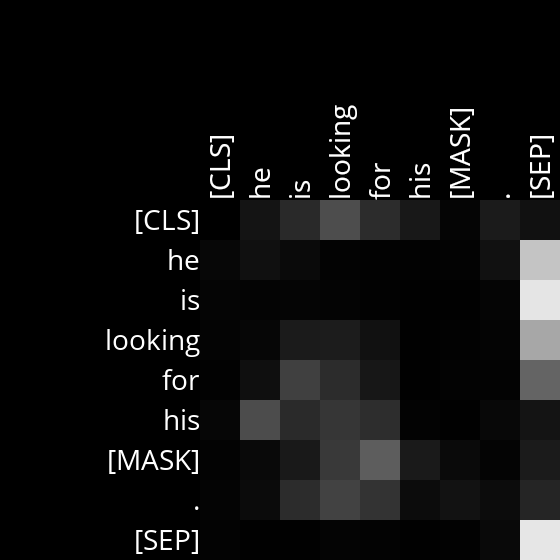 [CLS] he is looking for his [MASK] . [SEP]
[CLS]
he
is
looking
for
his
[MASK]
.
[SEP]